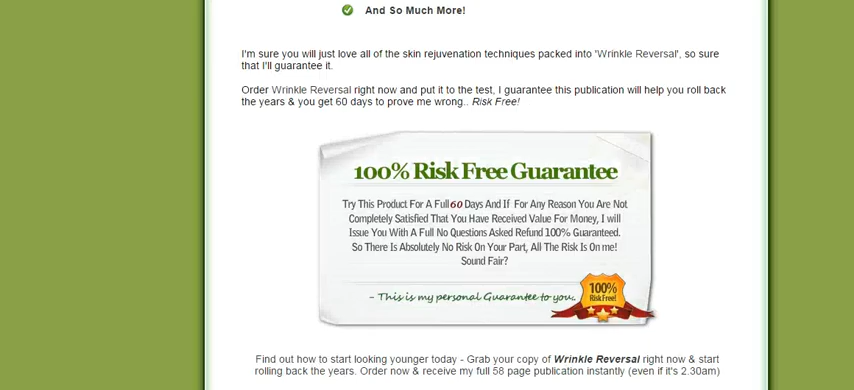 And So Much More!
I'm sure you will just love all of the skin rejuvenation techniques packed into 'Wrinkle Reversal', so sure
that I'll guarantee it.
Order Wrinkle Reversal right now and put it to the test, I guarantee this publication will help you roll back
the years & you get 60 days to prove me wrong.. Risk Free!
100% Risk Free Guarantee
Try This Product For A Full 60 Days And If For Any Reason You Are Not
Completely Satisfied That You Have Received Value For Money, I will
Issue You With A Full No Questions Asked Refund 100% Guaranteed.
So There Is Absolutely No Risk On Your Part, All The Risk Is On me!
Sound Fair?
- This is my personal Guarantee to you.
100%
Risk Free!
Find out how to start looking younger today - Grab your copy of Wrinkle Reversal right now & start
rolling back the years. Order now & receive my full 58 page publication instantly (even if it's 2.30am)